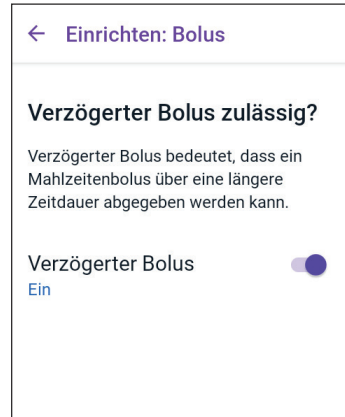 Einrichten: Bolus
Verzögerter Bolus zulässig?
Verzögerter Bolus bedeutet, dass ein
Mahlzeitenbolus über eine längere
Zeitdauer abgegeben werden kann.
Verzögerter Bolus
Ein